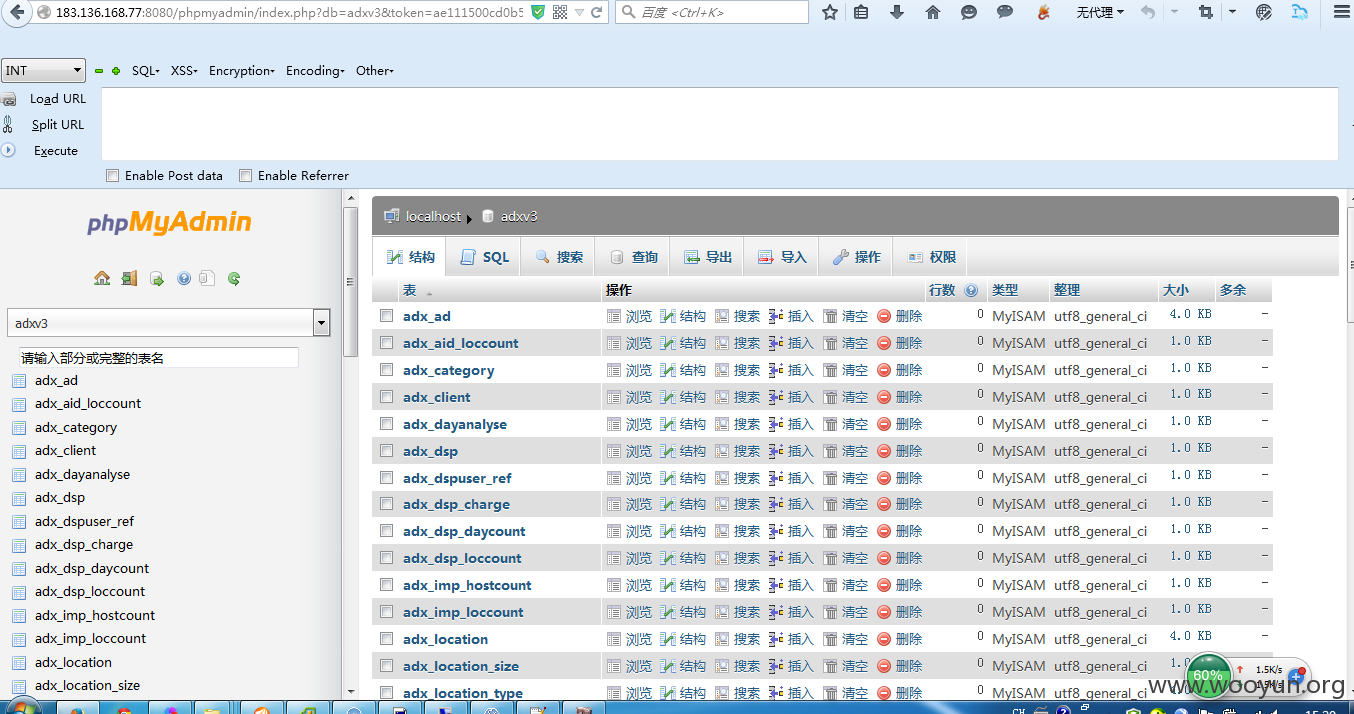 183.136.168.77:8080/phpmyadmin/index.php?db=adxv3&token=ae111500cd0b5
百度 <Ctrl+K>
无代理
INT
SQL XSS Encryption Encoding Other
Load URL
Split URL
Execute
Enable Post data Enable Referrer
phpMyAdmin
adxv3
请输入部分或完整的表名
adx_ad
adx_aid_loccount
adx_category
adx_client
adx_dayanalyse
adx_dsp
adx_dspuser_ref
adx_dsp_charge
adx_dsp_daycount
adx_dsp_loccount
adx_imp_hostcount
adx_imp_loccount
adx_location
adx_location_size
localhost adxv3
结构 SQL 搜索 查询 导出 导入 操作 权限
表 操作 行数 类型 整理 大小 多余
adx_ad 浏览 结构 搜索 插入 清空 删除 0 MyISAM utf8_general_ci 4.0 KB -
adx_aid_loccount 浏览 结构 搜索 插入 清空 删除 0 MyISAM utf8_general_ci 1.0 KB -
adx_category 浏览 结构 搜索 插入 清空 删除 0 MyISAM utf8_general_ci 1.0 KB -
adx_client 浏览 结构 搜索 插入 清空 删除 0 MyISAM utf8_general_ci 1.0 KB -
adx_dayanalyse 浏览 结构 搜索 插入 清空 删除 0 MyISAM utf8_general_ci 1.0 KB -
adx_dsp 浏览 结构 搜索 插入 清空 删除 0 MyISAM utf8_general_ci 1.0 KB -
adx_dspuser_ref 浏览 结构 搜索 插入 清空 删除 0 MyISAM utf8_general_ci 1.0 KB -
adx_dsp_charge 浏览 结构 搜索 插入 清空 删除 0 MyISAM utf8_general_ci 1.0 KB -
adx_dsp_daycount 浏览 结构 搜索 插入 清空 删除 0 MyISAM utf8_general_ci 1.0 KB -
adx_dsp_loccount 浏览 结构 搜索 插入 清空 删除 0 MyISAM utf8_general_ci 1.0 KB -
adx_imp_hostcount 浏览 结构 搜索 插入 清空 删除 0 MyISAM utf8_general_ci 1.0 KB -
adx_imp_loccount 浏览 结构 搜索 插入 清空 删除 0 MyISAM utf8_general_ci 1.0 KB -
adx_location 浏览 结构 搜索 插入 清空 删除 0 MyISAM utf8_general_ci 4.0 KB -
adx_location_size 浏览 结构 搜索 插入 清空 删除 0 MyISAM utf8_general_ci 1.0 KB -
adx_location_type 浏览 结构 搜索 插入 清空 删除 0 MyISAM utf8_general_ci
60% 1.5K/s
www.wooyun.org